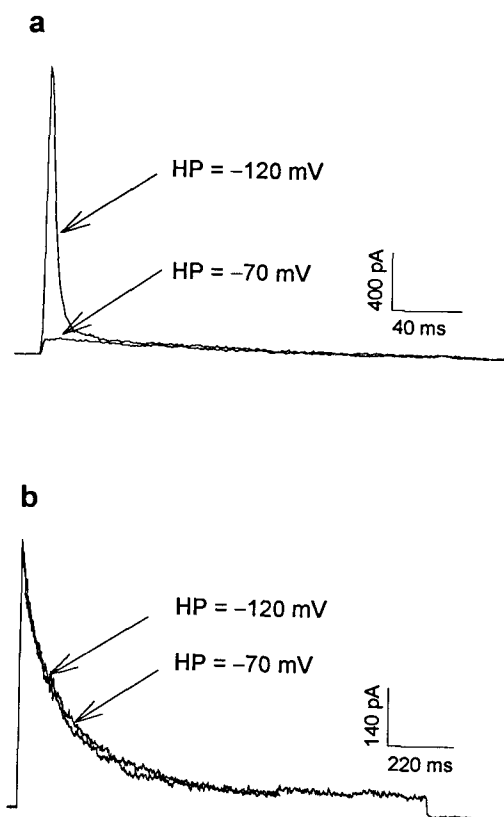 a
HP = −120 mV
HP = −70 mV
400 pA
40 ms
b
HP = −120 mV
HP = −70 mV
140 pA
220 ms